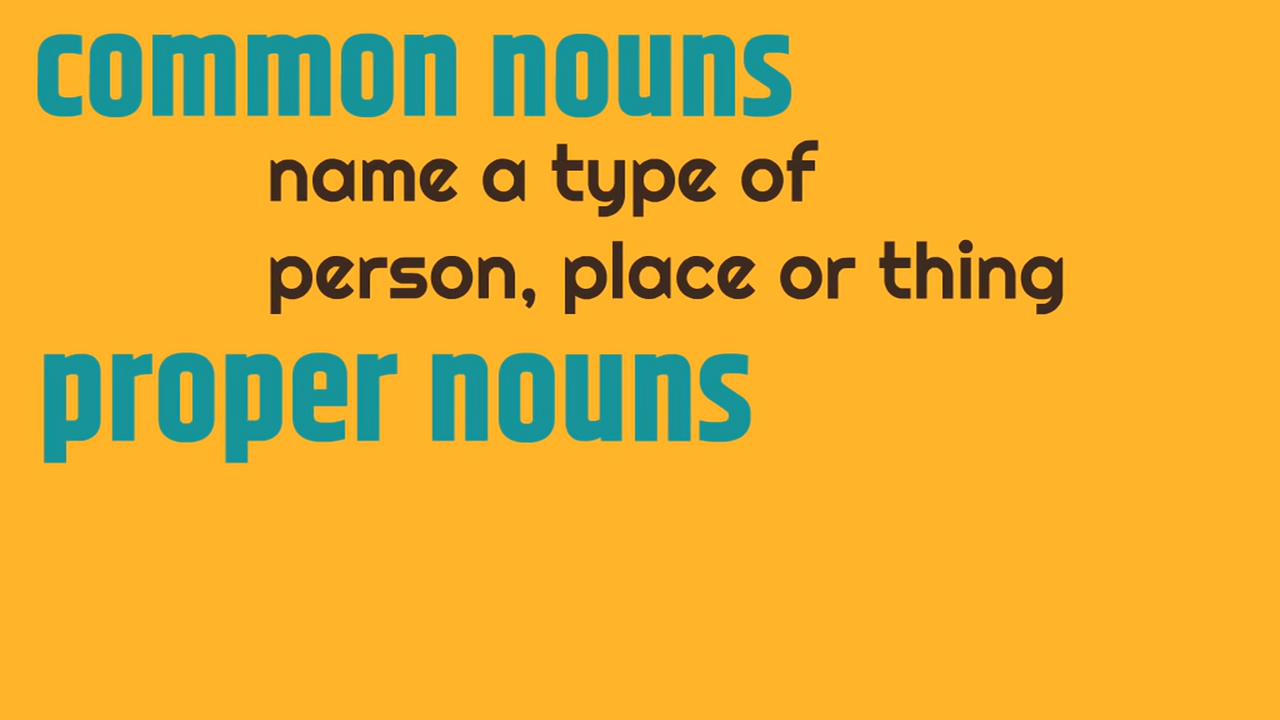 common nouns
name a type of
person, place or thing
proper nouns